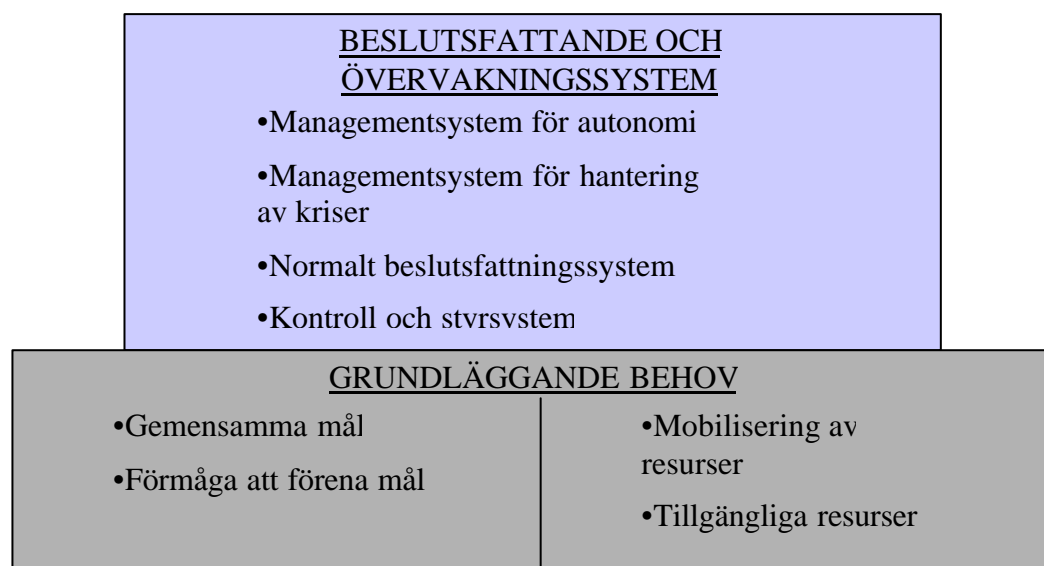 BESLUTSFATTANDE OCH
ÖVERVAKNINGSSYSTEM
•Managementsystem för autonomi
•Managementsystem för hantering
av kriser
•Normalt beslutsfattningssystem
•Kontroll och styrsystem
GRUNDLÄGGANDE BEHOV
•Gemensamma mål
•Förmåga att förena mål
•Mobilisering av
resurser
•Tillgängliga resurser